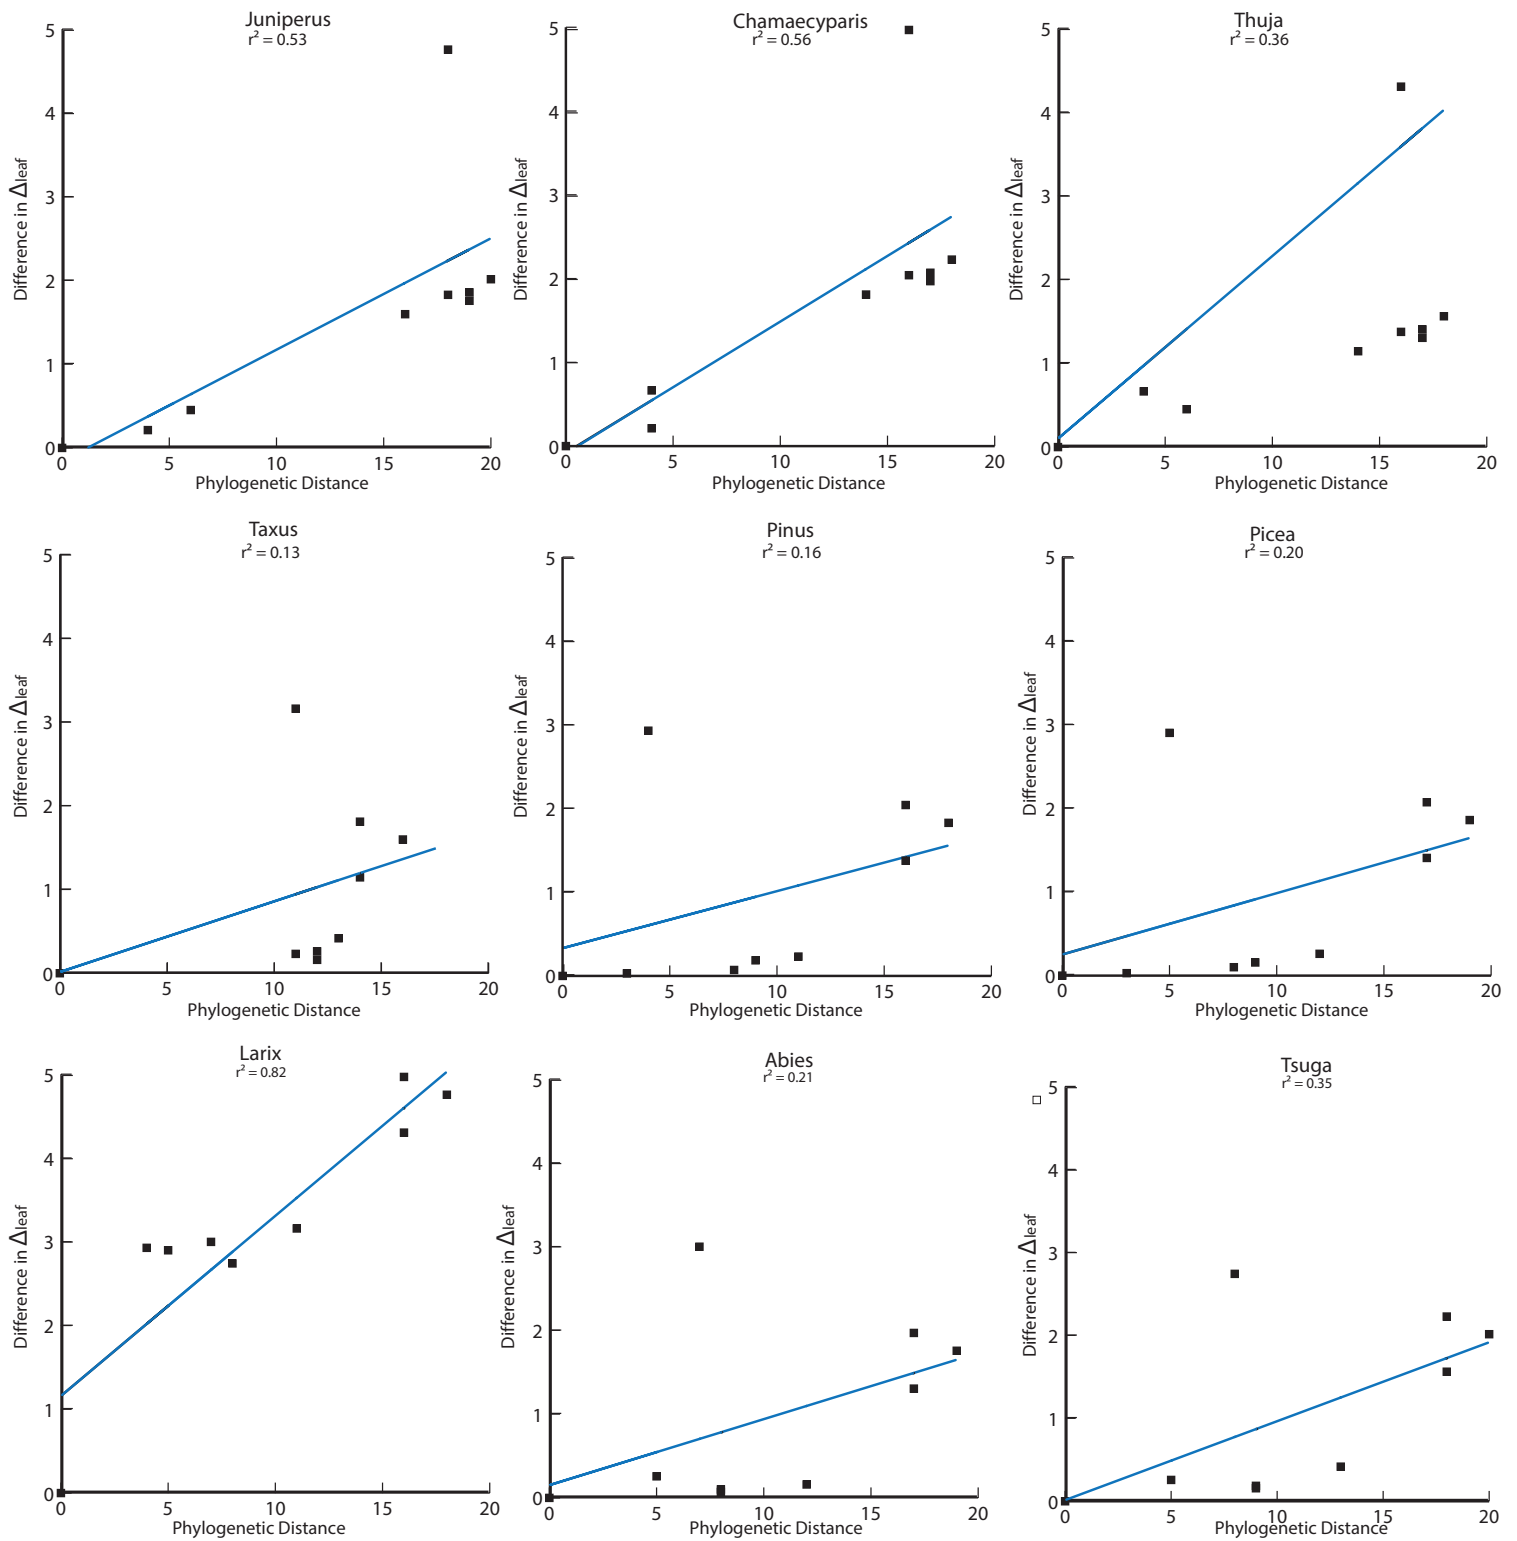 Juniperus
r² = 0.53
5
4
3
2
1
0
Difference in Δleaf
0 5 10 15 20
Phylogenetic Distance
Chamaecyparis
r² = 0.56
5
4
3
2
1
0
Difference in Δleaf
0 5 10 15 20
Phylogenetic Distance
Thuja
r² = 0.36
5
4
3
2
1
0
Difference in Δleaf
0 5 10 15 20
Phylogenetic Distance
Taxus
r² = 0.13
5
4
3
2
1
0
Difference in Δleaf
0 5 10 15 20
Phylogenetic Distance
Pinus
r² = 0.16
5
4
3
2
1
0
Difference in Δleaf
0 5 10 15 20
Phylogenetic Distance
Picea
r² = 0.20
5
4
3
2
1
0
Difference in Δleaf
0 5 10 15 20
Phylogenetic Distance
Larix
r² = 0.82
5
4
3
2
1
0
Difference in Δleaf
0 5 10 15 20
Phylogenetic Distance
Abies
r² = 0.21
5
4
3
2
1
0
Difference in Δleaf
0 5 10 15 20
Phylogenetic Distance
Tsuga
r² = 0.35
5
4
3
2
1
0
Difference in Δleaf
0 5 10 15 20
Phylogenetic Distance